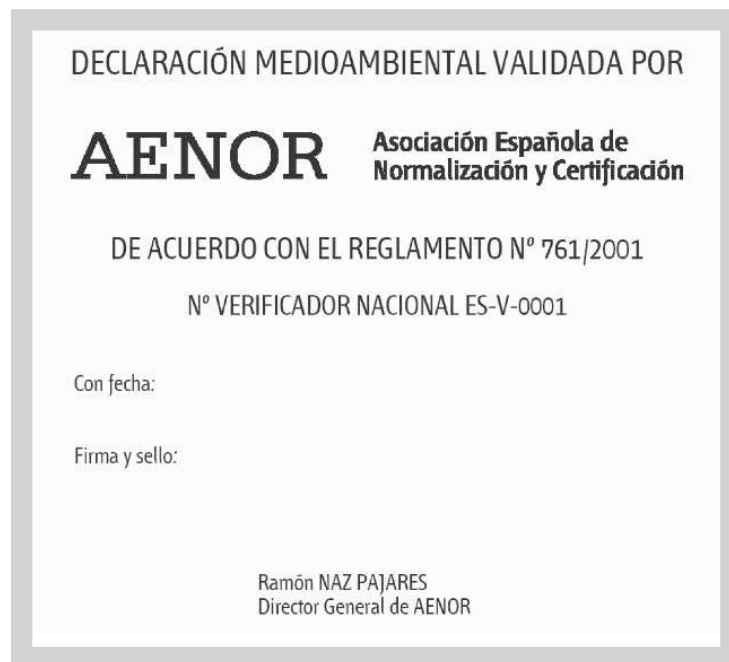 DECLARACIÓN MEDIOAMBIENTAL VALIDADA POR
AENOR
Asociación Española de
Normalización y Certificación
DE ACUERDO CON EL REGLAMENTO Nº 761/2001
Nº VERIFICADOR NACIONAL ES-V-0001
Con fecha:
Firma y sello:
Ramón NAZ PAJARES
Director General de AENOR